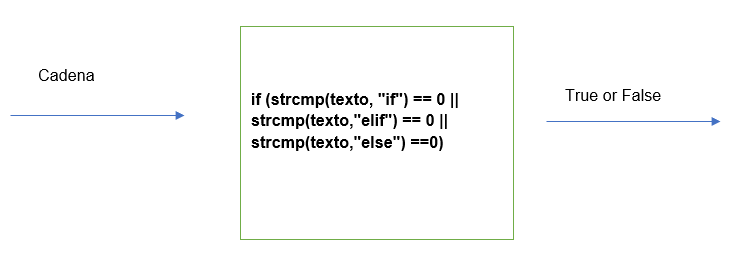 Cadena
if (strcmp(texto, "if") == 0 ||
strcmp(texto,"elif") == 0 ||
strcmp(texto,"else") ==0)
True or False